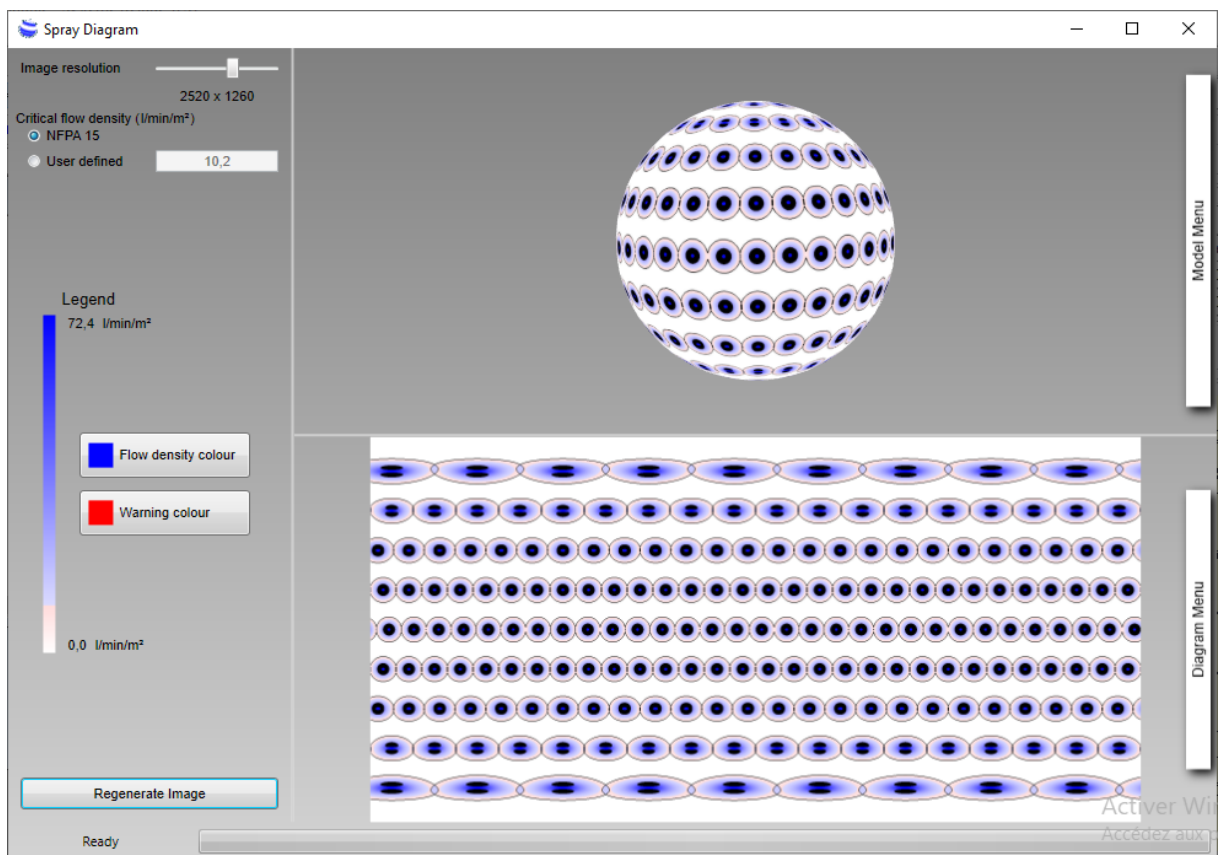 Spray Diagram
Image resolution
2520 x 1260
Critical flow density (l/min/m²)
NFPA 15
User defined
10,2
Legend
72,4 l/min/m²
Flow density colour
Warning colour
0,0 l/min/m²
Regenerate Image
Ready
Model Menu
Diagram Menu
Activer Wi
Accédez aux